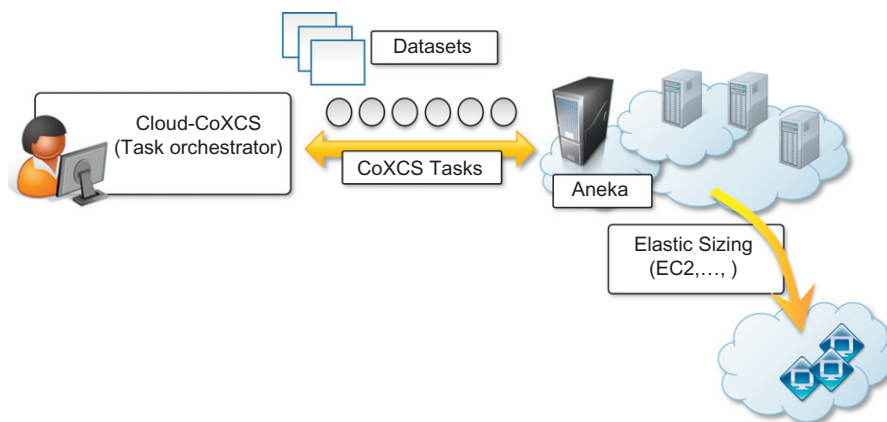 Datasets
Cloud-CoXCS
(Task orchestrator)
CoXCS Tasks
Aneka
Elastic Sizing
(EC2,…, )